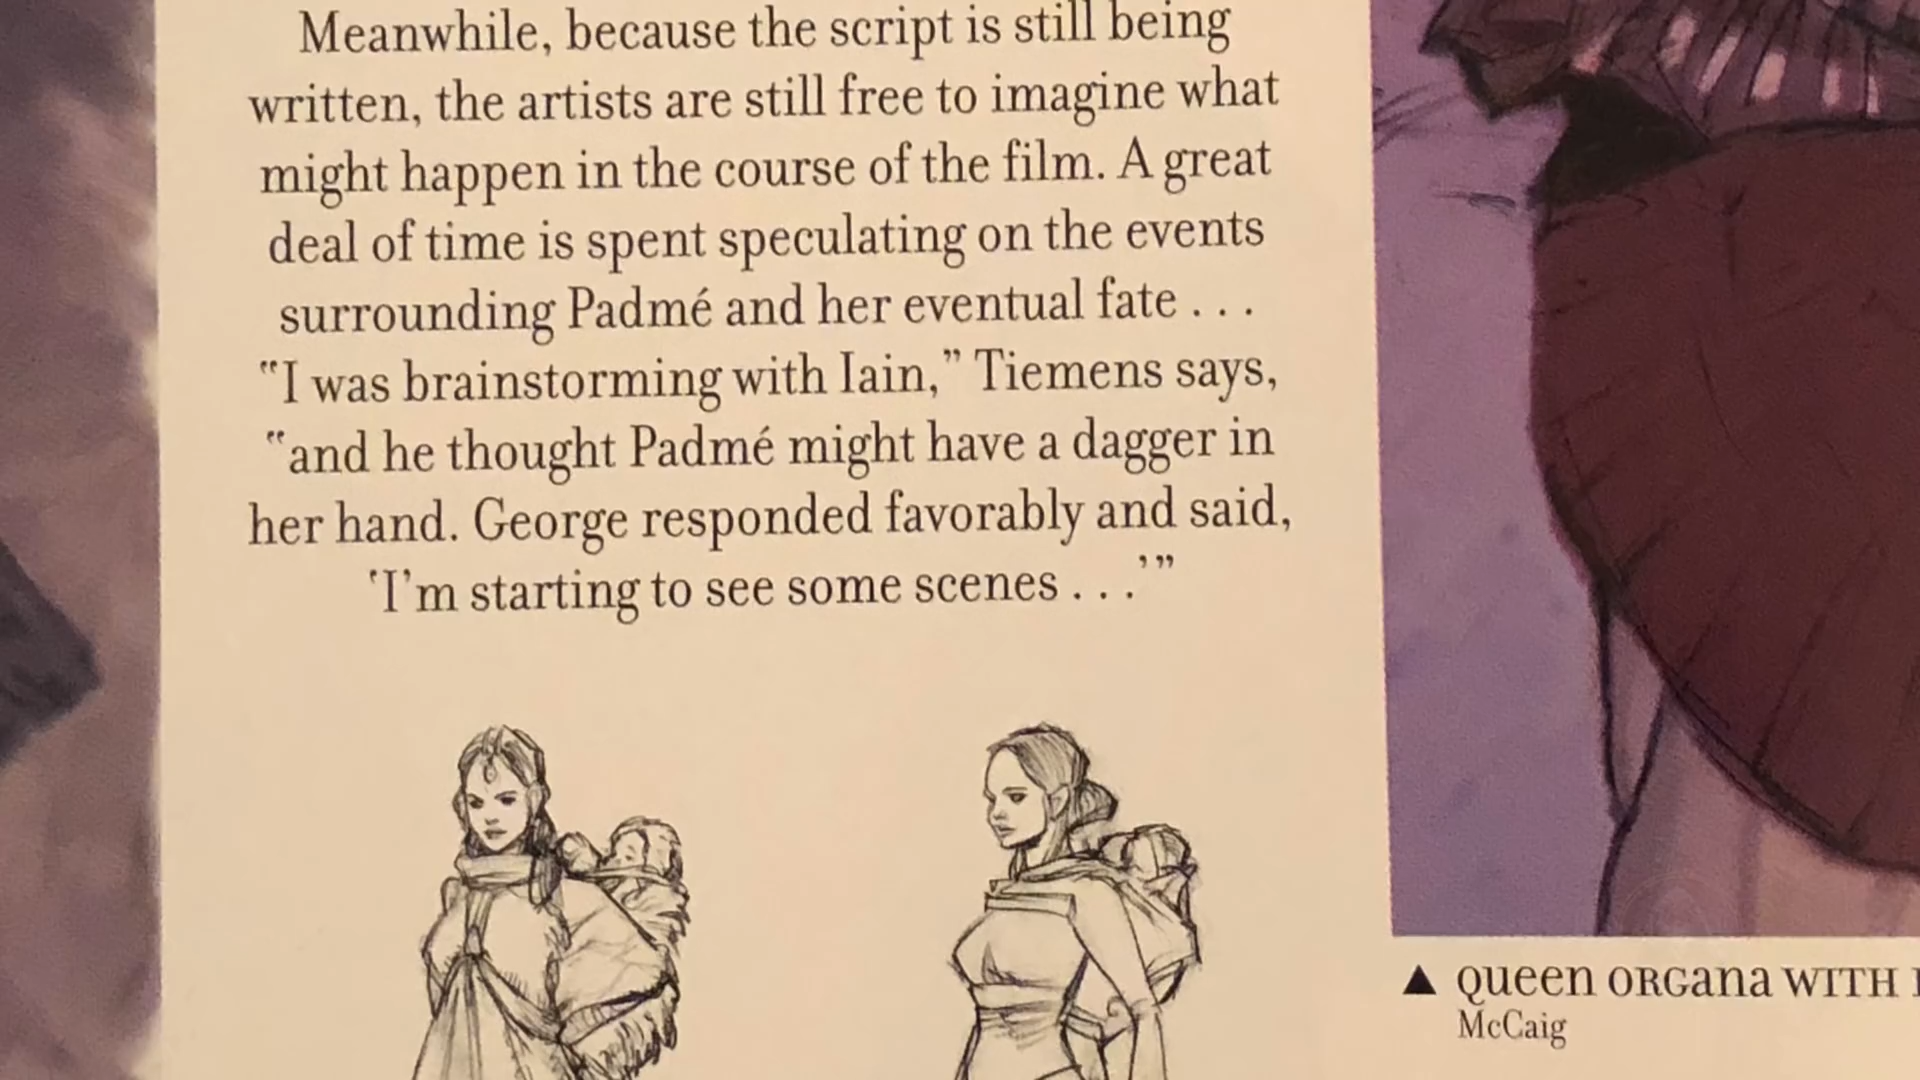 Meanwhile, because the script is still being
written, the artists are still free to imagine what
might happen in the course of the film. A great
deal of time is spent speculating on the events
surrounding Padmé and her eventual fate . . .
“I was brainstorming with Iain,” Tiemens says,
“and he thought Padmé might have a dagger in
her hand. George responded favorably and said,
‘I’m starting to see some scenes . . .’”
▲ Queen Organa WITH
McCaig